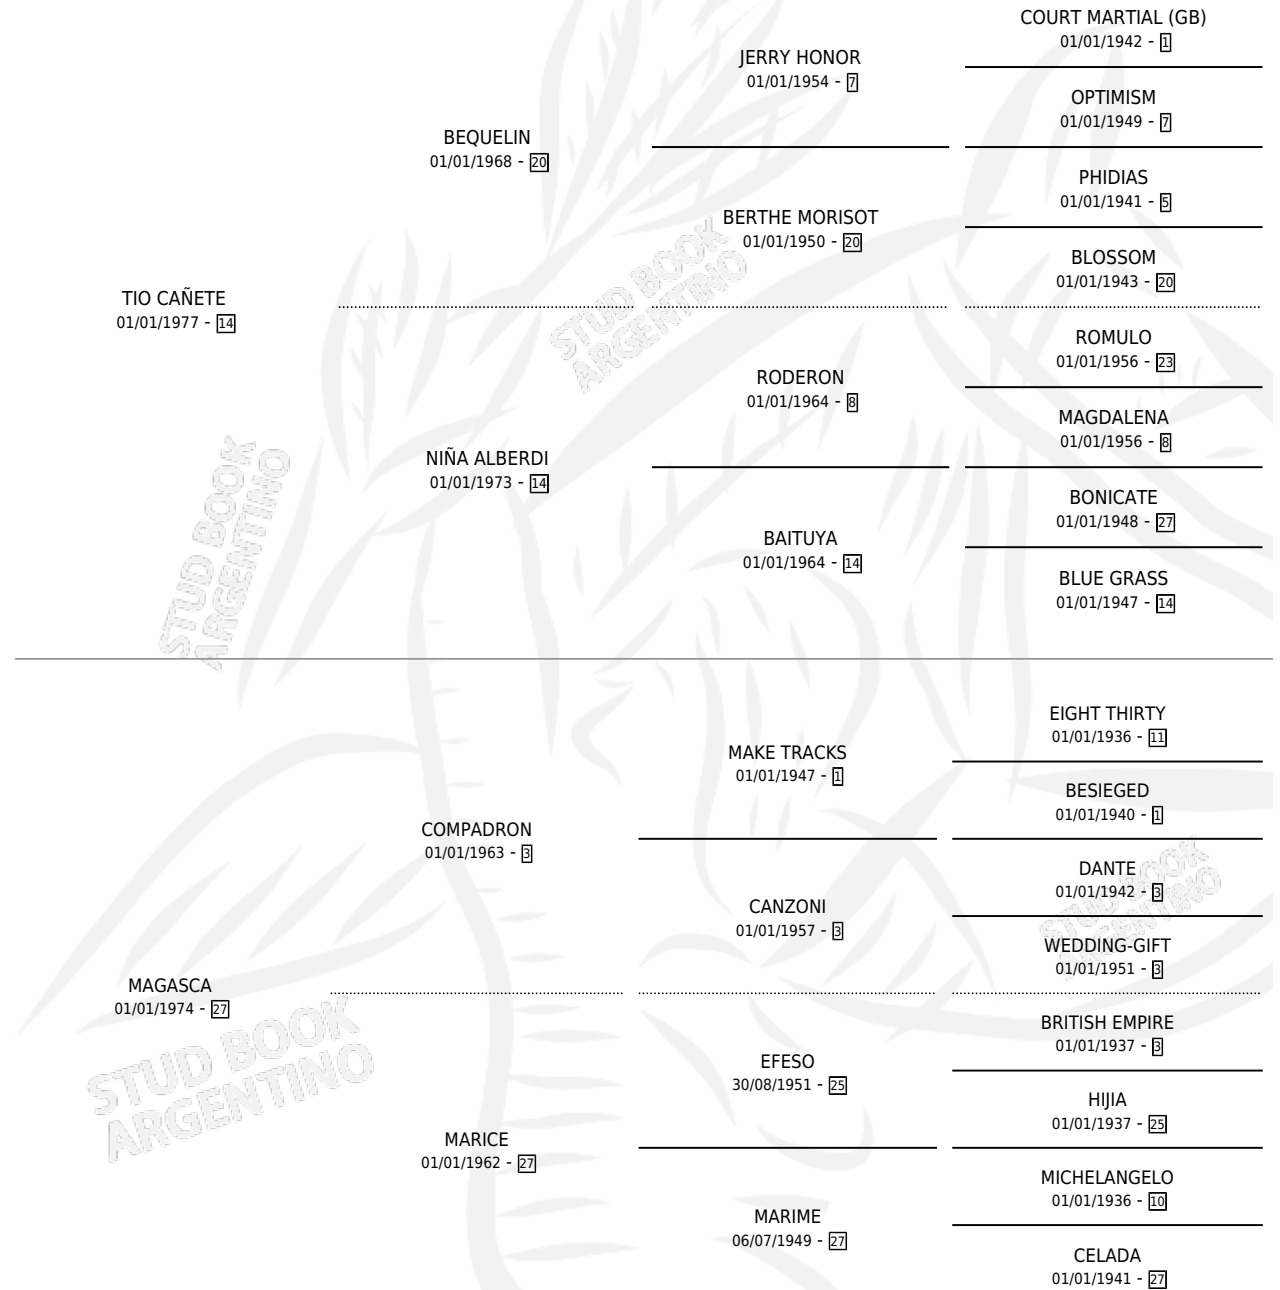 COURT MARTIAL (GB)
01/01/1942 - 1
JERRY HONOR
01/01/1954 - 7
OPTIMISM
01/01/1949 - 7
BEQUELIN
01/01/1968 - 20
PHIDIAS
01/01/1941 - 5
BERTHE MORISOT
01/01/1950 - 20
BLOSSOM
01/01/1943 - 20
TIO CAÑETE
01/01/1977 - 14
ROMULO
01/01/1956 - 23
RODERON
01/01/1964 - 8
MAGDALENA
01/01/1956 - 8
NIÑA ALBERDI
01/01/1973 - 14
BONICATE
01/01/1948 - 27
BAITUYA
01/01/1964 - 14
BLUE GRASS
01/01/1947 - 14
STUD BOOK
ARGENTINO
STUD BOOK
ARGENTINO
EIGHT THIRTY
01/01/1936 - 11
MAKE TRACKS
01/01/1947 - 1
BESIEGED
01/01/1940 - 1
COMPADRON
01/01/1963 - 3
DANTE
01/01/1942 - 3
CANZONI
01/01/1957 - 3
WEDDING-GIFT
01/01/1951 - 3
MAGASCA
01/01/1974 - 27
BRITISH EMPIRE
01/01/1937 - 3
EFESO
30/08/1951 - 25
HIJIA
01/01/1937 - 25
MARICE
01/01/1962 - 27
MICHELANGELO
01/01/1936 - 10
MARIME
06/07/1949 - 27
CELADA
01/01/1941 - 27
STUD BOOK
ARGENTINO
STUD BOOK
ARGENTINO